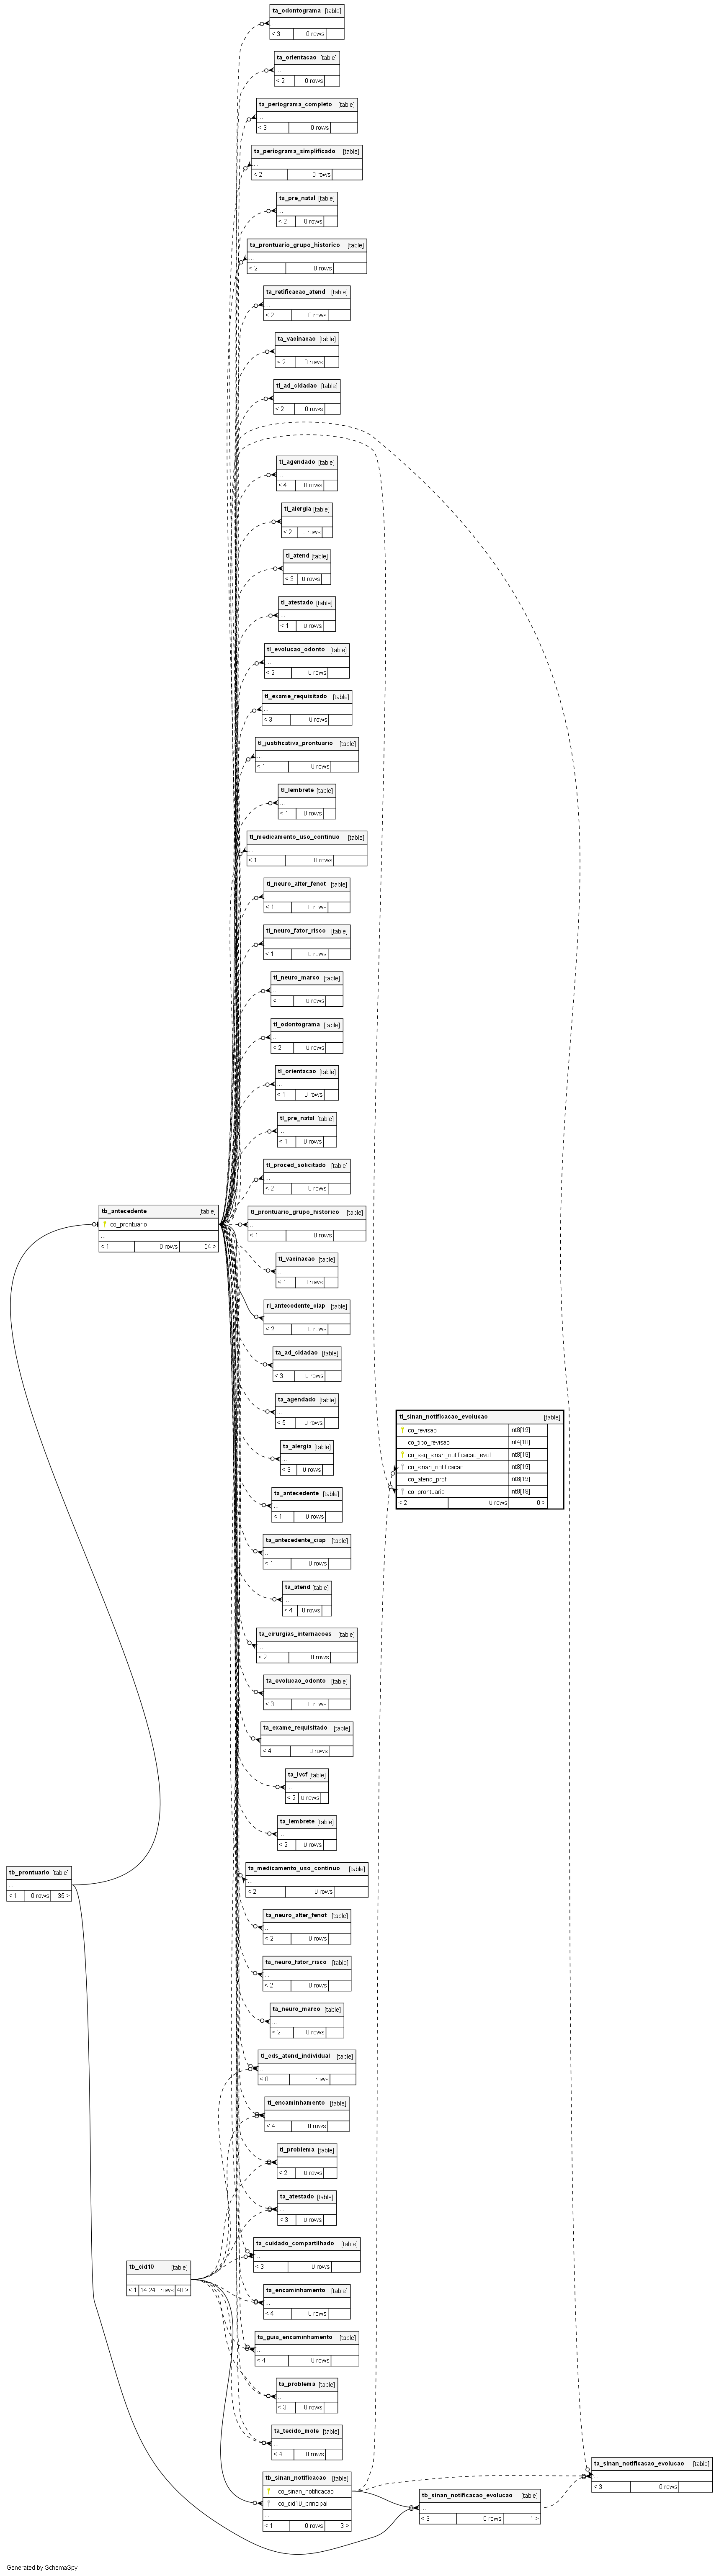 ta_odontograma [table]
...
< 3 0 rows
ta_orientacao [table]
...
< 2 0 rows
ta_periograma_completo [table]
...
< 3 0 rows
ta_periograma_simplificado [table]
...
< 2 0 rows
ta_pre_natal [table]
...
< 2 0 rows
ta_prontuario_grupo_historico [table]
...
< 2 0 rows
ta_retificacao_atend [table]
...
< 2 0 rows
ta_vacinacao [table]
...
< 2 0 rows
tl_ad_cidadao [table]
...
< 2 0 rows
tl_agendado [table]
...
< 4 0 rows
tl_alergia [table]
...
< 2 0 rows
tl_atend [table]
...
< 3 0 rows
tl_atestado [table]
...
< 1 0 rows
tl_evolucao_odonto [table]
...
< 2 0 rows
tl_exame_requisitado [table]
...
< 3 0 rows
tl_justificativa_prontuario [table]
...
< 1 0 rows
tl_lembrete [table]
...
< 1 0 rows
tl_medicamento_uso_continuo [table]
...
< 1 0 rows
tl_neuro_alter_fenot [table]
...
< 1 0 rows
tl_neuro_fator_risco [table]
...
< 1 0 rows
tl_neuro_marco [table]
...
< 1 0 rows
tl_odontograma [table]
...
< 2 0 rows
tl_orientacao [table]
...
< 1 0 rows
tl_pre_natal [table]
...
< 1 0 rows
tl_proced_solicitado [table]
...
< 2 0 rows
tb_antecedente [table]
co_prontuario
...
< 1 0 rows 54 >
tl_prontuario_grupo_historico [table]
...
< 1 0 rows
tl_vacinacao [table]
...
< 1 0 rows
rl_antecedente_ciap [table]
...
< 2 0 rows
ta_ad_cidadao [table]
...
< 3 0 rows
ta_agendado [table]
...
< 5 0 rows
tl_sinan_notificacao_evolucao [table]
co_revisao int8[19]
co_tipo_revisao int4[10]
co_seq_sinan_notificacao_evol int8[19]
co_sinan_notificacao int8[19]
co_atend_prof int8[19]
co_prontuario int8[19]
< 2 0 rows 0 >
ta_alergia [table]
...
< 3 0 rows
ta_antecedente [table]
...
< 1 0 rows
ta_antecedente_ciap [table]
...
< 1 0 rows
ta_atend [table]
...
< 4 0 rows
ta_cirurgias_internacoes [table]
...
< 2 0 rows
ta_evolucao_odonto [table]
...
< 3 0 rows
ta_exame_requisitado [table]
...
< 4 0 rows
ta_ivcf [table]
...
< 2 0 rows
ta_lembrete [table]
...
< 2 0 rows
tb_prontuario [table]
...
< 1 0 rows 35 >
ta_medicamento_uso_continuo [table]
...
< 2 0 rows
ta_neuro_alter_fenot [table]
...
< 2 0 rows
ta_neuro_fator_risco [table]
...
< 2 0 rows
ta_neuro_marco [table]
...
< 2 0 rows
tl_cds_atend_individual [table]
...
< 8 0 rows
tl_encaminhamento [table]
...
< 4 0 rows
tl_problema [table]
...
< 2 0 rows
ta_atestado [table]
...
< 3 0 rows
ta_cuidado_compartilhado [table]
...
< 3 0 rows
tb_cid10 [table]
...
< 1 14.240 rows 40 >
ta_encaminhamento [table]
...
< 4 0 rows
ta_guia_encaminhamento [table]
...
< 4 0 rows
ta_problema [table]
...
< 3 0 rows
ta_tecido_mole [table]
...
< 4 0 rows
tb_sinan_notificacao [table]
co_sinan_notificacao
co_cid10_principal
...
< 1 0 rows 3 >
ta_sinan_notificacao_evolucao [table]
...
< 3 0 rows
tb_sinan_notificacao_evolucao [table]
...
< 3 0 rows 1 >
Generated by SchemaSpy